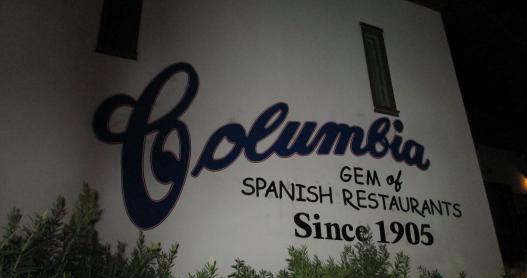 Columbia
GEM of
SPANISH RESTAURANTS
Since 1905